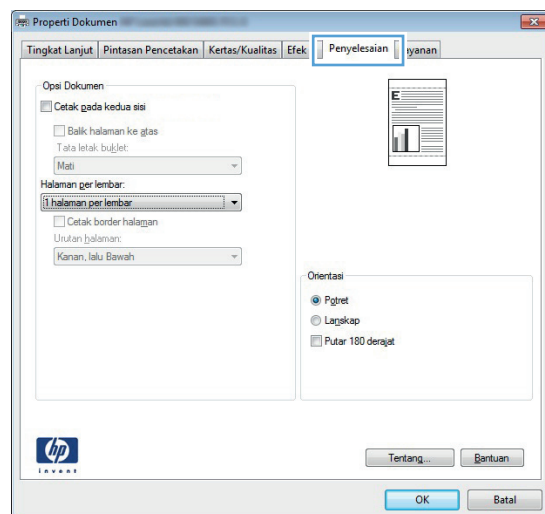 Properti Dokumen
Tingkat Lanjut Pintasan Pencetakan Kertas/Kualitas Efek Penyelesaian yanan
Opsi Dokumen
Cetak pada kedua sisi
Balik halaman ke atas
Tata letak buklet:
Mati
Halaman per lembar:
1 halaman per lembar
Cetak border halaman
Urutan halaman:
Kanan, lalu Bawah
E
Orientasi
Potret
Lanskap
Putar 180 derajat
hp
invent
Tentang... Bantuan
OK Batal